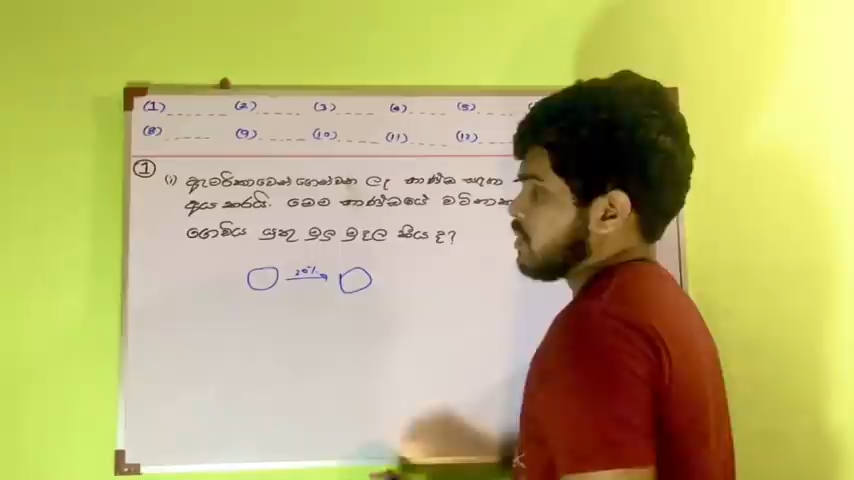 (1) (2) (3) (4) (5)
(8) (9) (10) (11) (12)
1
(i) ඇමරිකාවෙන් ගෙන්වන ලද භාණ්ඩ සඳහා
අය කරයි. මෙම භාණ්ඩයේ වටිනාක
ගෙවිය යුතු මුලු මුදල කීය ද?
20%